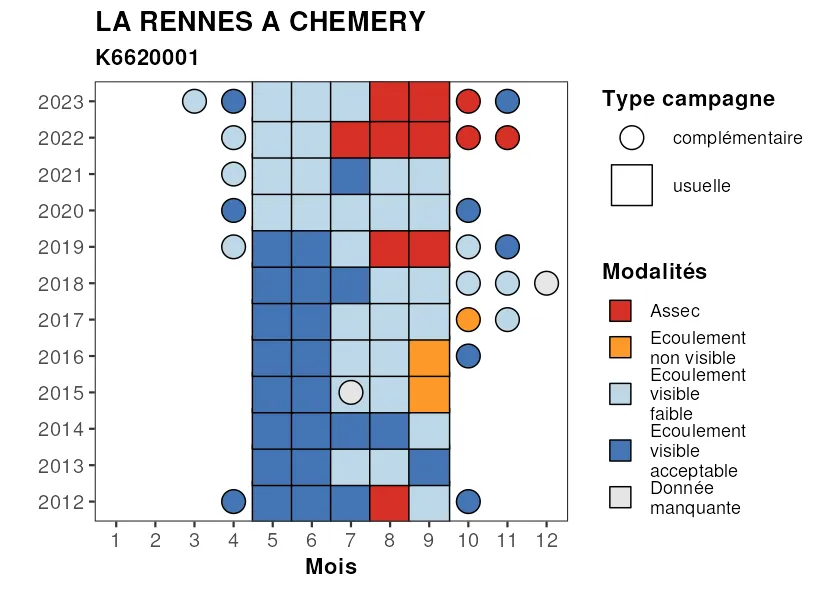 LA RENNES A CHEMERY
K6620001
2023
2022
2021
2020
2019
2018
2017
2016
2015
2014
2013
2012
1 2 3 4 5 6 7 8 9 10 11 12
Mois
Type campagne
complémentaire
usuelle
Modalités
Assec
Ecoulement
non visible
Ecoulement
visible
faible
Ecoulement
visible
acceptable
Donnée
manquante